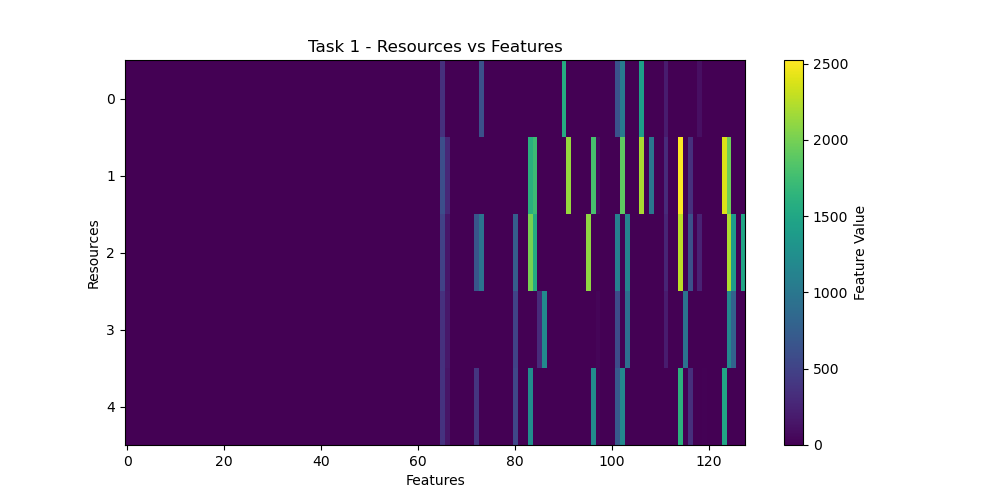 Task 1 - Resources vs Features
Resources
0
1
2
3
4
0 20 40 60 80 100 120
Features
2500
2000
1500
1000
500
0
Feature Value